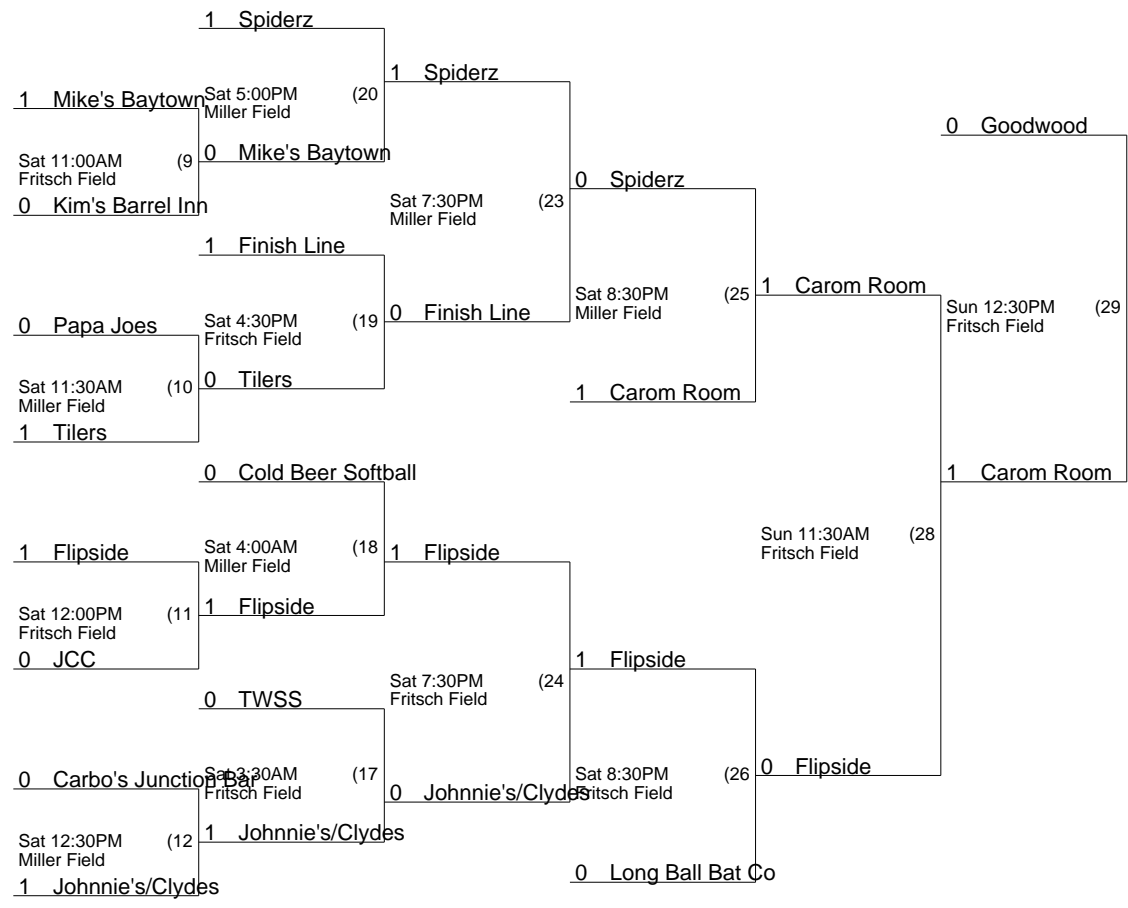 1 Spiderz
1 Spiderz
1 Mike's Baytown
Sat 5:00PM (20
Miller Field
0 Goodwood
0 Mike's Baytown
Sat 11:00AM (9
Fritsch Field
0 Spiderz
0 Kim's Barrel Inn
Sat 7:30PM (23
Miller Field
1 Finish Line
1 Carom Room
Sat 8:30PM (25
Miller Field
Sun 12:30PM (29
Fritsch Field
0 Finish Line
0 Papa Joes
Sat 4:30PM (19
Fritsch Field
0 Tilers
Sat 11:30AM (10
Miller Field
1 Carom Room
1 Tilers
0 Cold Beer Softball
1 Carom Room
Sun 11:30AM (28
Fritsch Field
1 Flipside
Sat 4:00AM (18
Miller Field
1 Flipside
1 Flipside
Sat 12:00PM (11
Fritsch Field
0 JCC
1 Flipside
Sat 7:30PM (24
Fritsch Field
0 TWSS
0 Flipside
0 Carbo's Junction Bar
Sat 3:30AM (17
Fritsch Field
Sat 8:30PM (26
Fritsch Field
0 Johnnie's/Clydes
1 Johnnie's/Clydes
Sat 12:30PM (12
Miller Field
0 Long Ball Bat Co
1 Johnnie's/Clydes